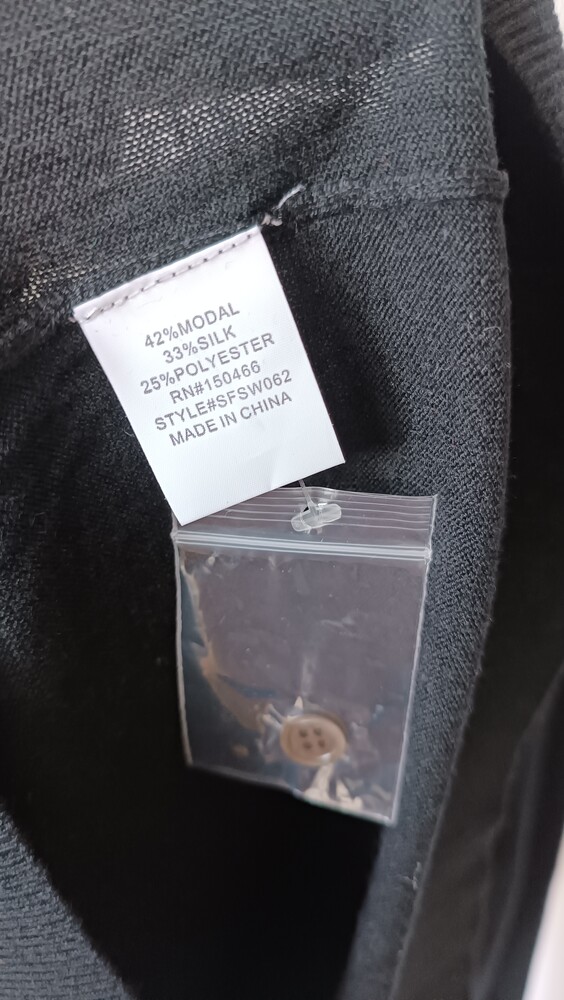 42%MODAL
33%SILK
25%POLYESTER
RN#150466
STYLE#SFSW062
MADE IN CHINA